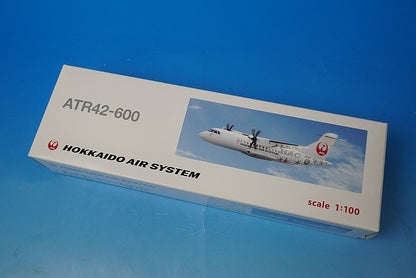 ATR42-600
HOKKAIDO AIR SYSTEM
scale 1:100